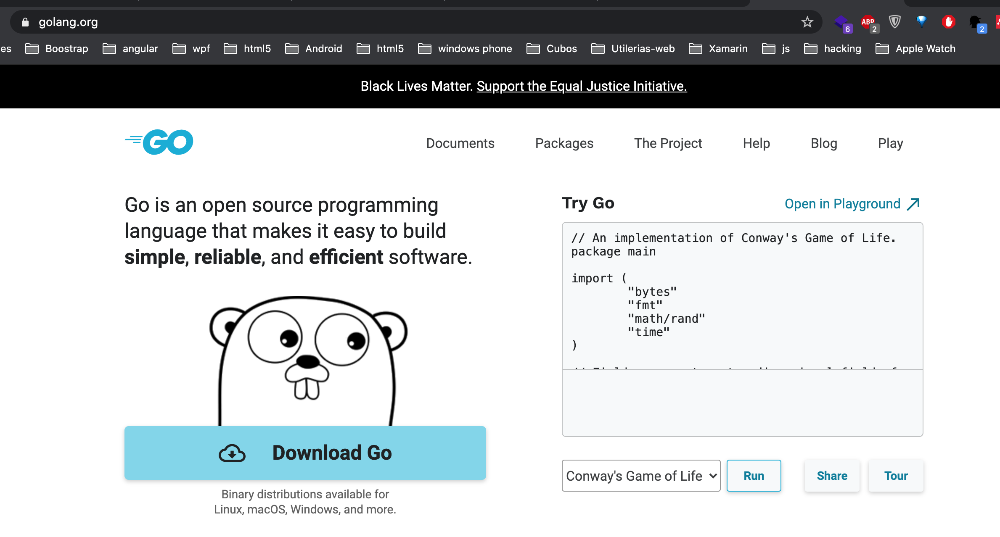 golang.org
6
ABP
2
2
es Boostrap angular wpf html5 Android html5 windows phone Cubos Utilerias-web Xamarin js hacking Apple Watch
Black Lives Matter. Support the Equal Justice Initiative.
GO
Documents Packages The Project Help Blog Play
Go is an open source programming
language that makes it easy to build
simple, reliable, and efficient software.
Download Go
Binary distributions available for
Linux, macOS, Windows, and more.
Try Go
Open in Playground
// An implementation of Conway's Game of Life.
package main
import (
"bytes"
"fmt"
"math/rand"
"time"
)
Conway's Game of Life
Run
Share
Tour